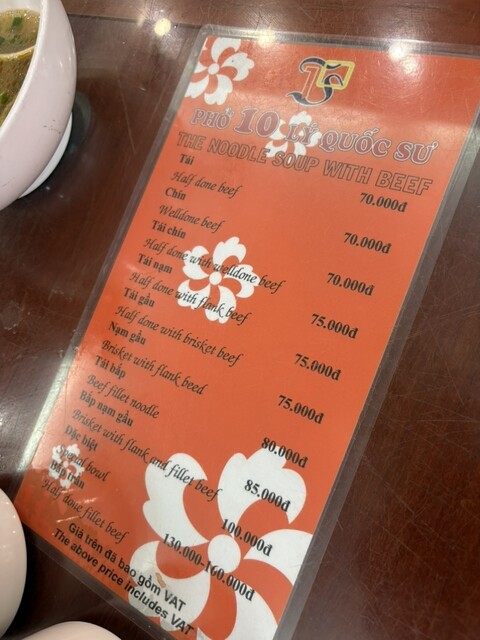 PHỞ 10 LÝ QUỐC SƯ
THE NOODLE SOUP WITH BEEF
Tái
Half done beef 70.000đ
Chín
Welldone beef 70.000đ
Tái chín
Half done with welldone beef 70.000đ
Tái nạm
Half done with flank beef 75.000đ
Tái gầu
Half done with brisket beef 75.000đ
Nạm gầu
Brisket with flank beed 75.000đ
Tái bắp
Beef fillet noodle 80.000đ
Bắp nạm gầu
Brisket with flank and fillet beef 85.000đ
Đặc biệt
Special bowl 100.000đ
Bắp trần
Half doue fillet beef 130.000-160.000đ
Giá trên đã bao gồm VAT
The above price includes VAT